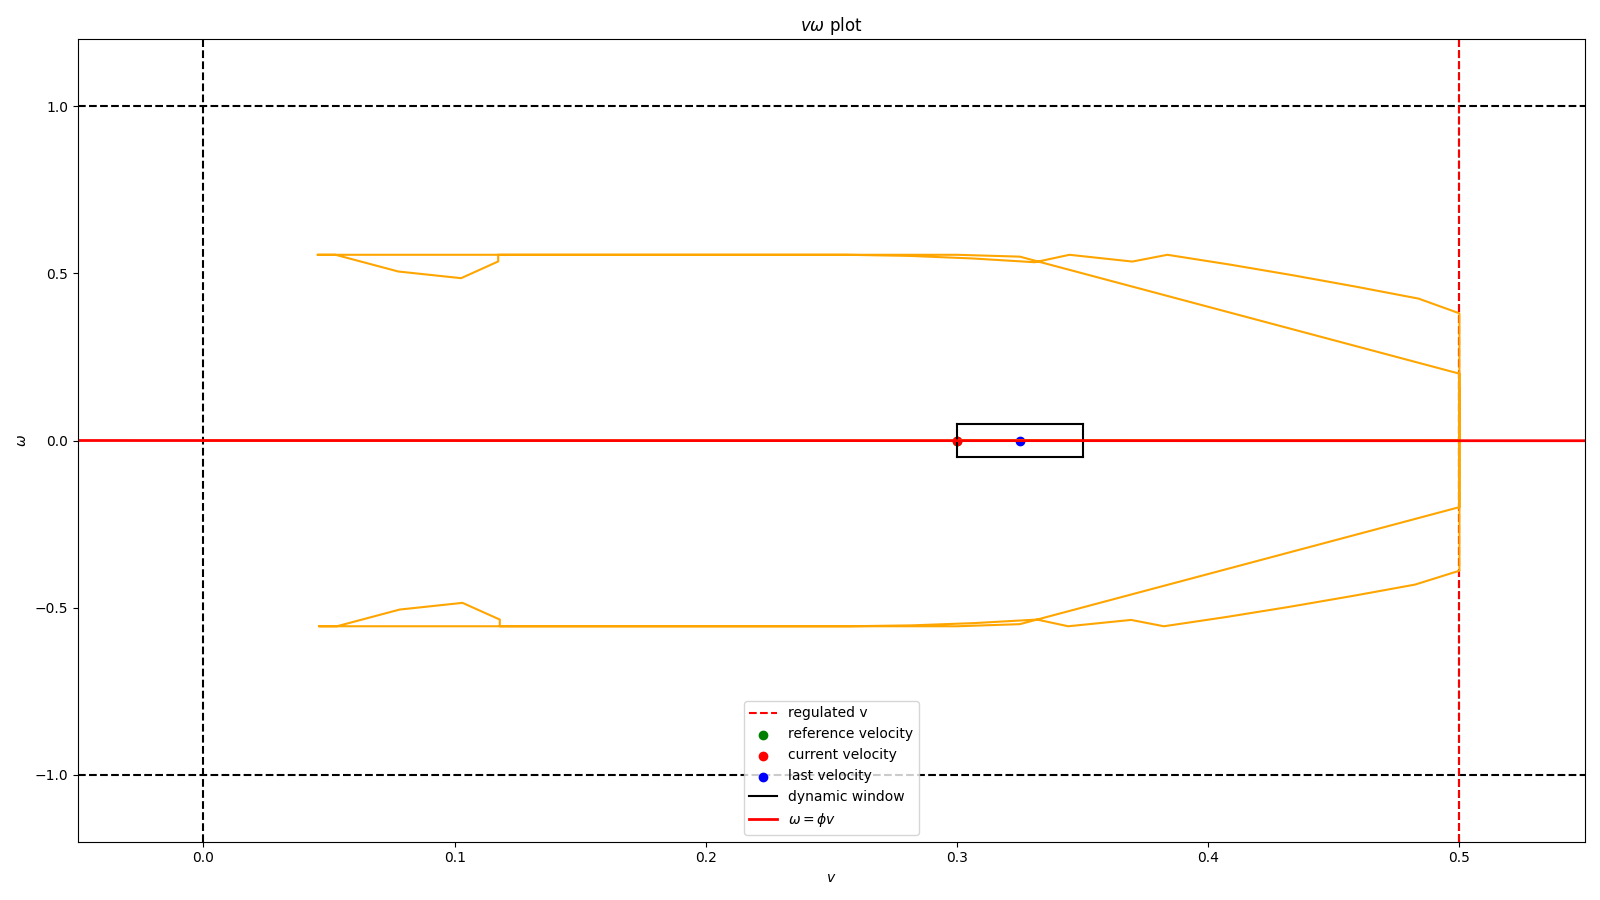 vω plot
1.0
0.5
0.0
−0.5
−1.0
ω
0.0
0.1
0.2
0.3
0.4
0.5
v
regulated v
reference velocity
current velocity
last velocity
dynamic window
ω = ϕv